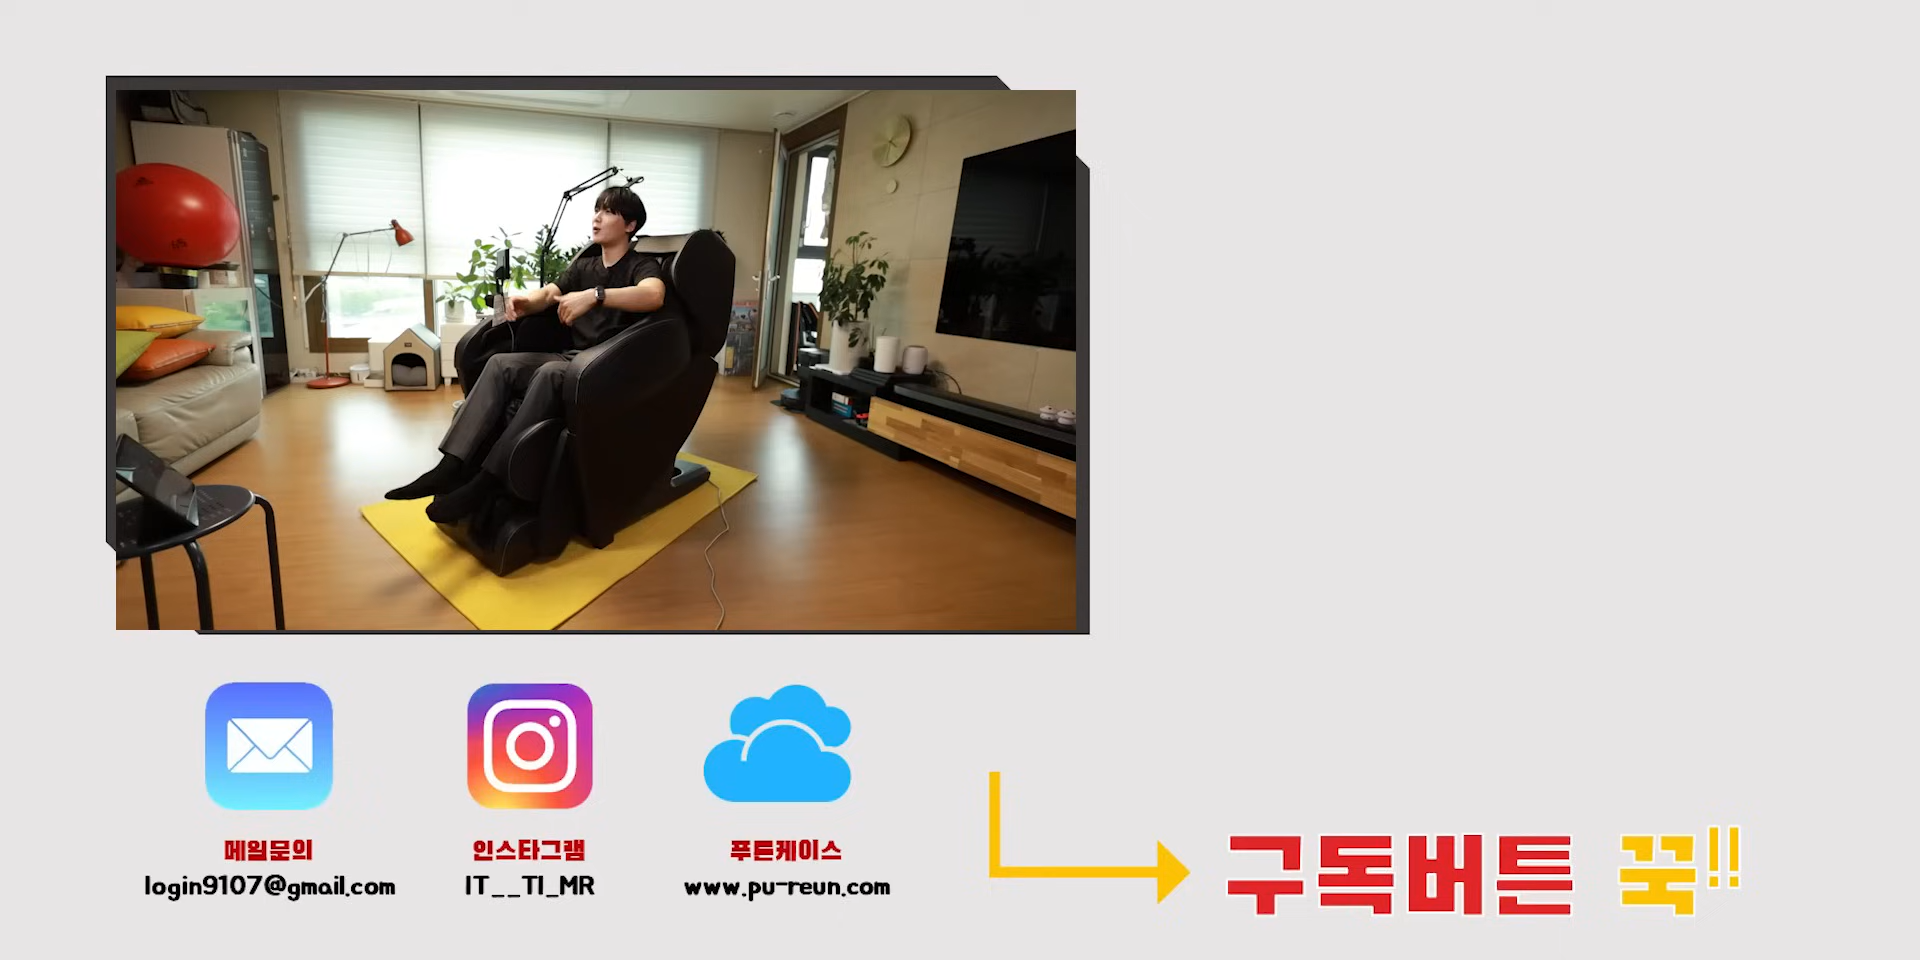 메일문의
login9107@gmail.com
인스타그램
IT__TI_MR
푸른케이스
www.pu-reun.com
구독버튼 꾹!!